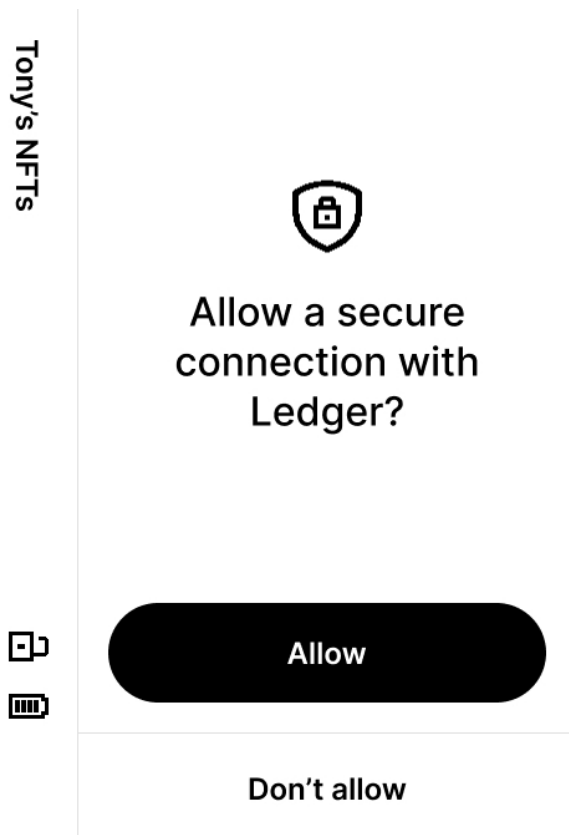 Tony’s NFTs
Allow a secure
connection with
Ledger?
Allow
Don’t allow